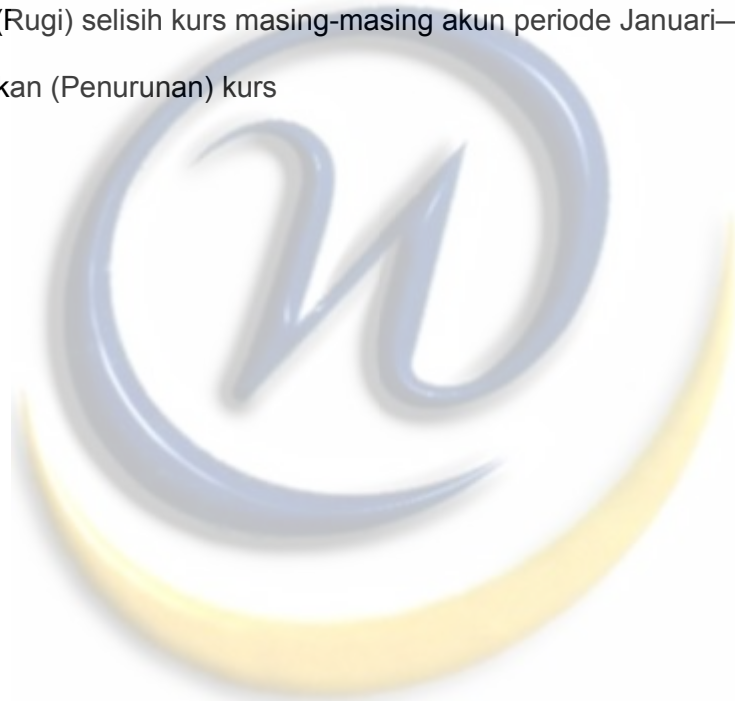 (Rugi) selisih kurs masing-masing akun periode Januari—
kan (Penurunan) kurs